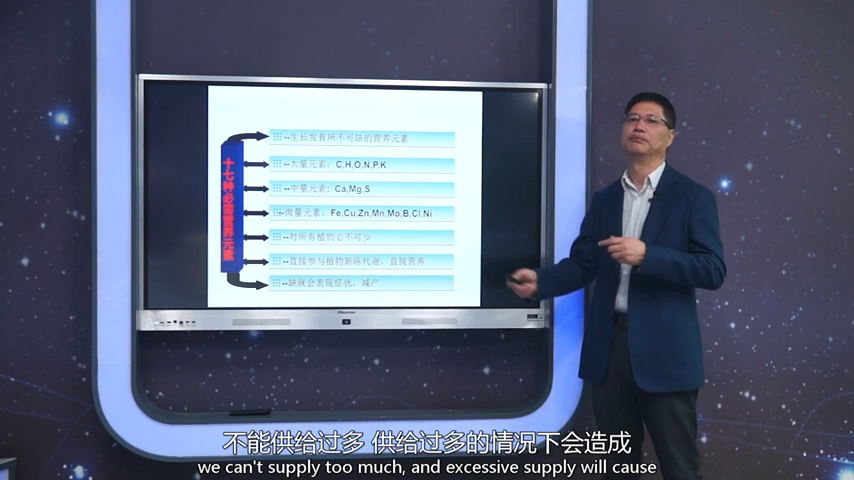 十七种必需营养元素
--生长发育所不可缺的营养元素
--大量元素：C,H,O,N,P,K
--中量元素：Ca,Mg,S
--微量元素：Fe,Cu,Zn,Mn,Mo,B,Cl,Ni
--对所有植物必不可少
--直接参与植物新陈代谢，直接营养
--缺就会表现症状，减产
Hisense
不能供给过多 供给过多的情况下会造成
we can't supply too much, and excessive supply will cause